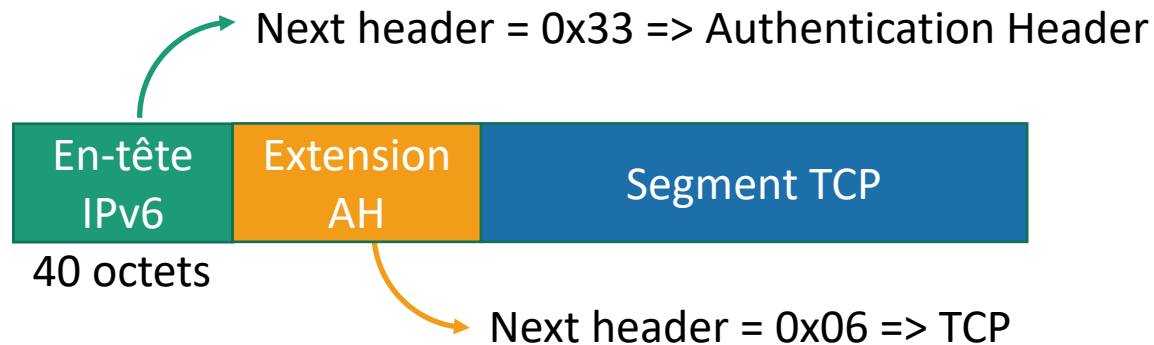 Next header = 0x33 => Authentication Header
En-tête
IPv6
Extension
AH
Segment TCP
40 octets
Next header = 0x06 => TCP